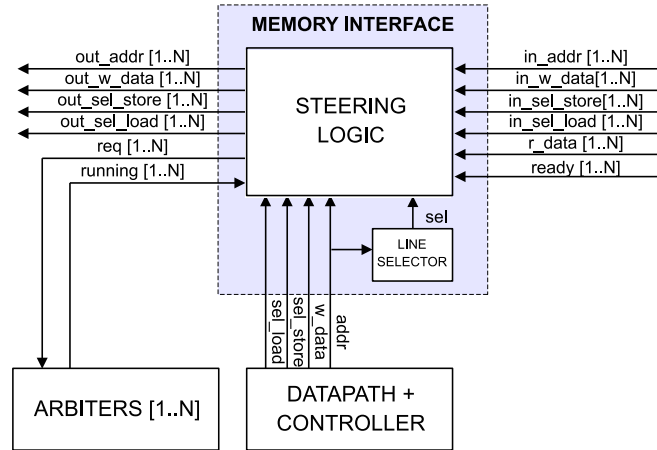 MEMORY INTERFACE
out_addr [1..N]
out_w_data [1..N]
out_sel_store [1..N]
out_sel_load [1..N]
req [1..N]
running [1..N]
STEERING
LOGIC
in_addr [1..N]
in_w_data[1..N]
in_sel_store[1..N]
in_sel_load [1..N]
r_data [1..N]
ready [1..N]
sel
LINE
SELECTOR
sel_load
sel_store
w_data
addr
ARBITERS [1..N]
DATAPATH +
CONTROLLER